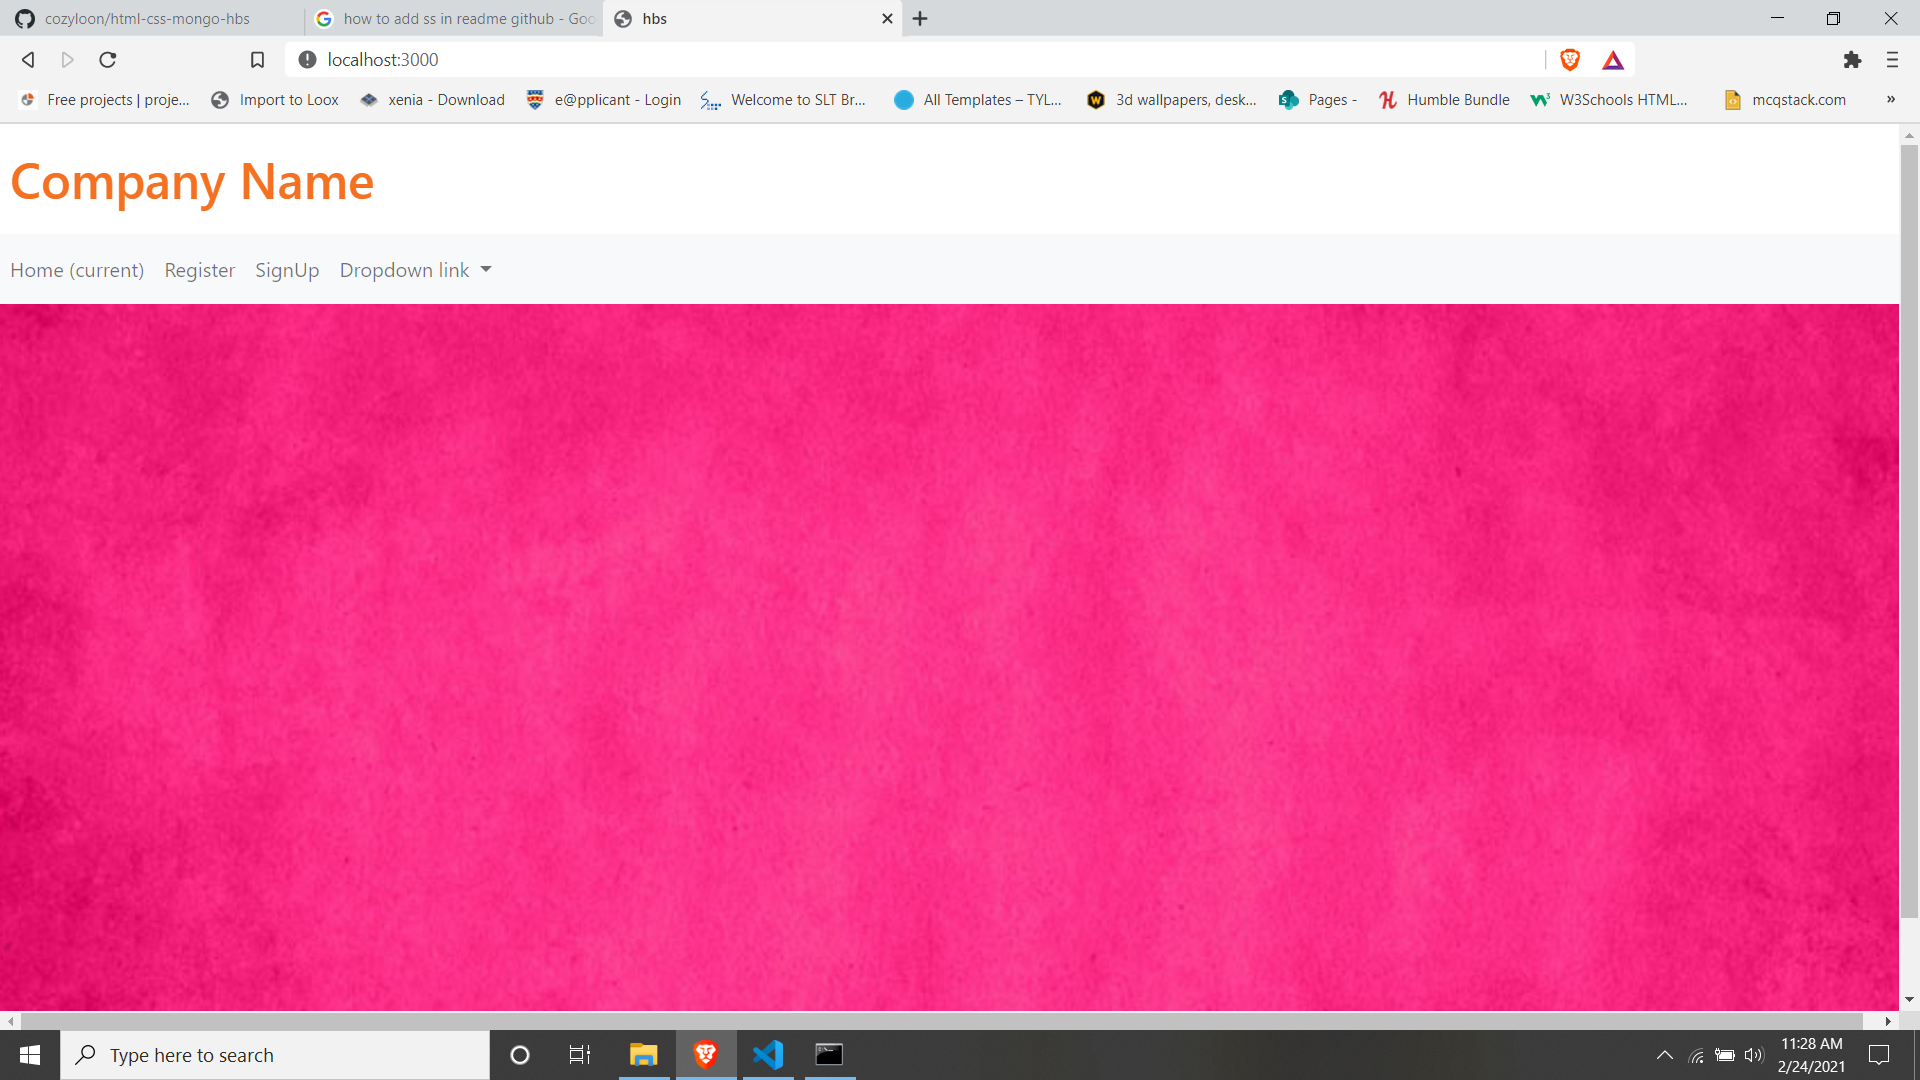 cozyloon/html-css-mongo-hbs
how to add ss in readme github - Goo
hbs
localhost:3000
Free projects | proje...
Import to Loox
xenia - Download
e@pplicant - Login
Welcome to SLT Br...
All Templates – TYL...
3d wallpapers, desk...
Pages -
Humble Bundle
W3Schools HTML...
mcqstack.com
»
Company Name
Home (current) Register SignUp Dropdown link
Type here to search
11:28 AM
2/24/2021